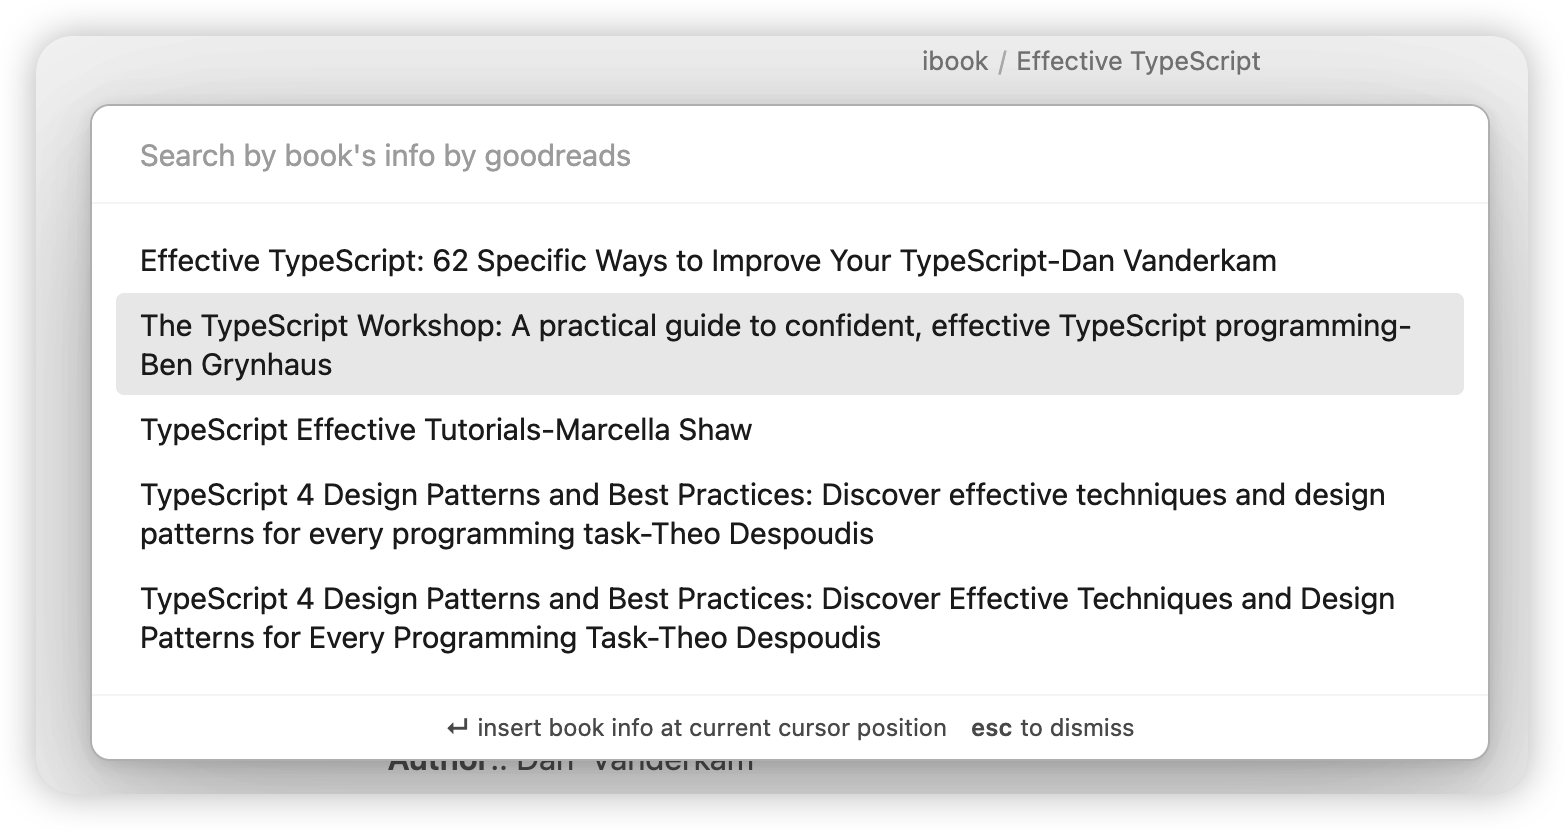 ibook / Effective TypeScript
Search by book's info by goodreads
Effective TypeScript: 62 Specific Ways to Improve Your TypeScript-Dan Vanderkam
The TypeScript Workshop: A practical guide to confident, effective TypeScript programming-
Ben Grynhaus
TypeScript Effective Tutorials-Marcella Shaw
TypeScript 4 Design Patterns and Best Practices: Discover effective techniques and design
patterns for every programming task-Theo Despoudis
TypeScript 4 Design Patterns and Best Practices: Discover Effective Techniques and Design
Patterns for Every Programming Task-Theo Despoudis
↵ insert book info at current cursor position esc to dismiss
Author:: Dan Vanderkam